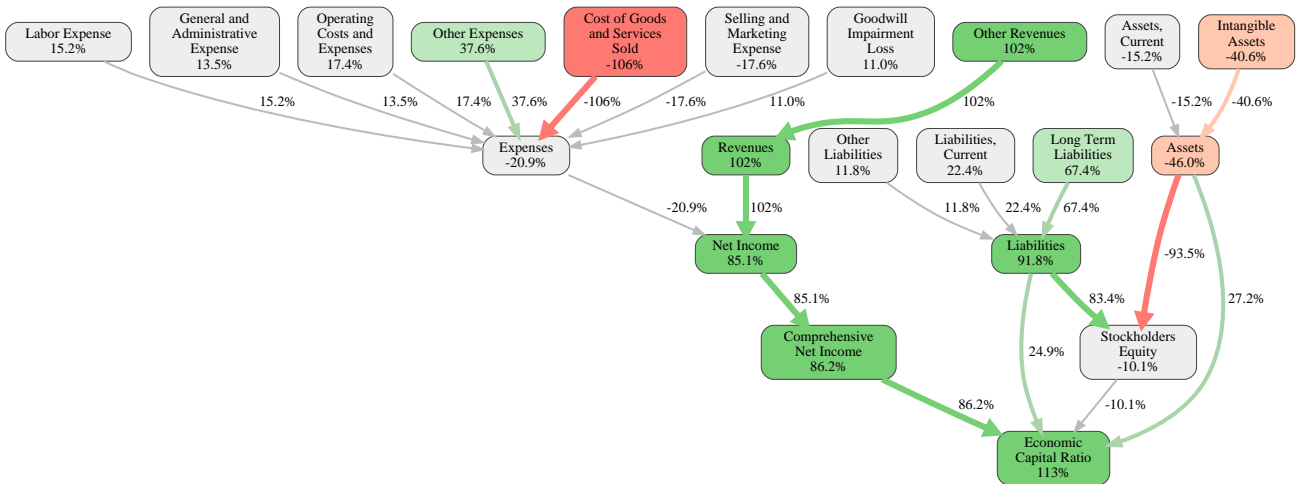 Labor Expense
15.2%
General and
Administrative
Expense
13.5%
Operating
Costs and
Expenses
17.4%
Other Expenses
37.6%
Cost of Goods
and Services
Sold
-106%
Selling and
Marketing
Expense
-17.6%
Goodwill
Impairment
Loss
11.0%
Other Revenues
102%
Assets,
Current
-15.2%
Intangible
Assets
-40.6%
15.2%
13.5%
17.4%
37.6%
-106%
-17.6%
11.0%
102%
-15.2%
-40.6%
Expenses
-20.9%
Revenues
102%
Other
Liabilities
11.8%
Liabilities,
Current
22.4%
Long Term
Liabilities
67.4%
Assets
-46.0%
-20.9%
102%
11.8%
22.4%
67.4%
Net Income
85.1%
Liabilities
91.8%
-93.5%
85.1%
83.4%
27.2%
Comprehensive
Net Income
86.2%
24.9%
Stockholders
Equity
-10.1%
86.2%
-10.1%
Economic
Capital Ratio
113%